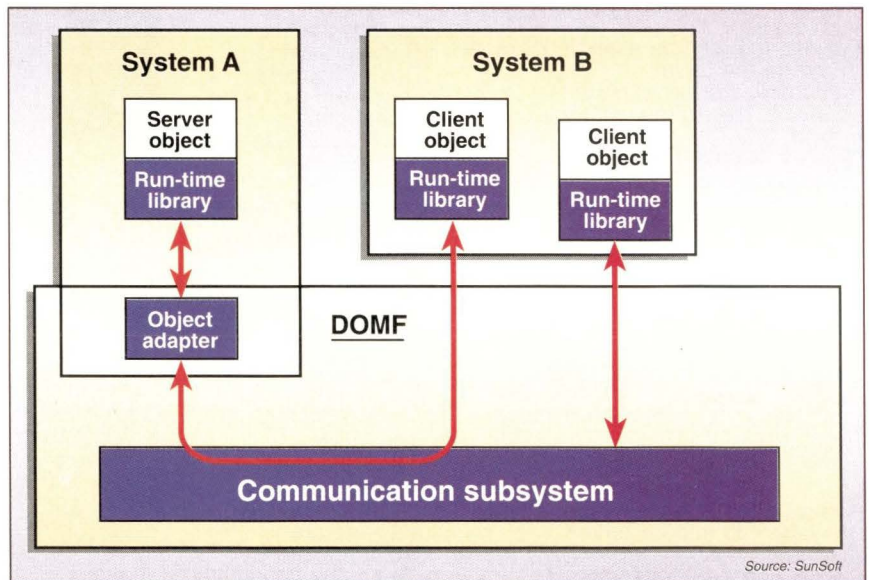 System A
Server
object
Run-time
library
Object
adapter
System B
Client
object
Run-time
library
Client
object
Run-time
library
DOMF
Communication subsystem
Source: SunSoft